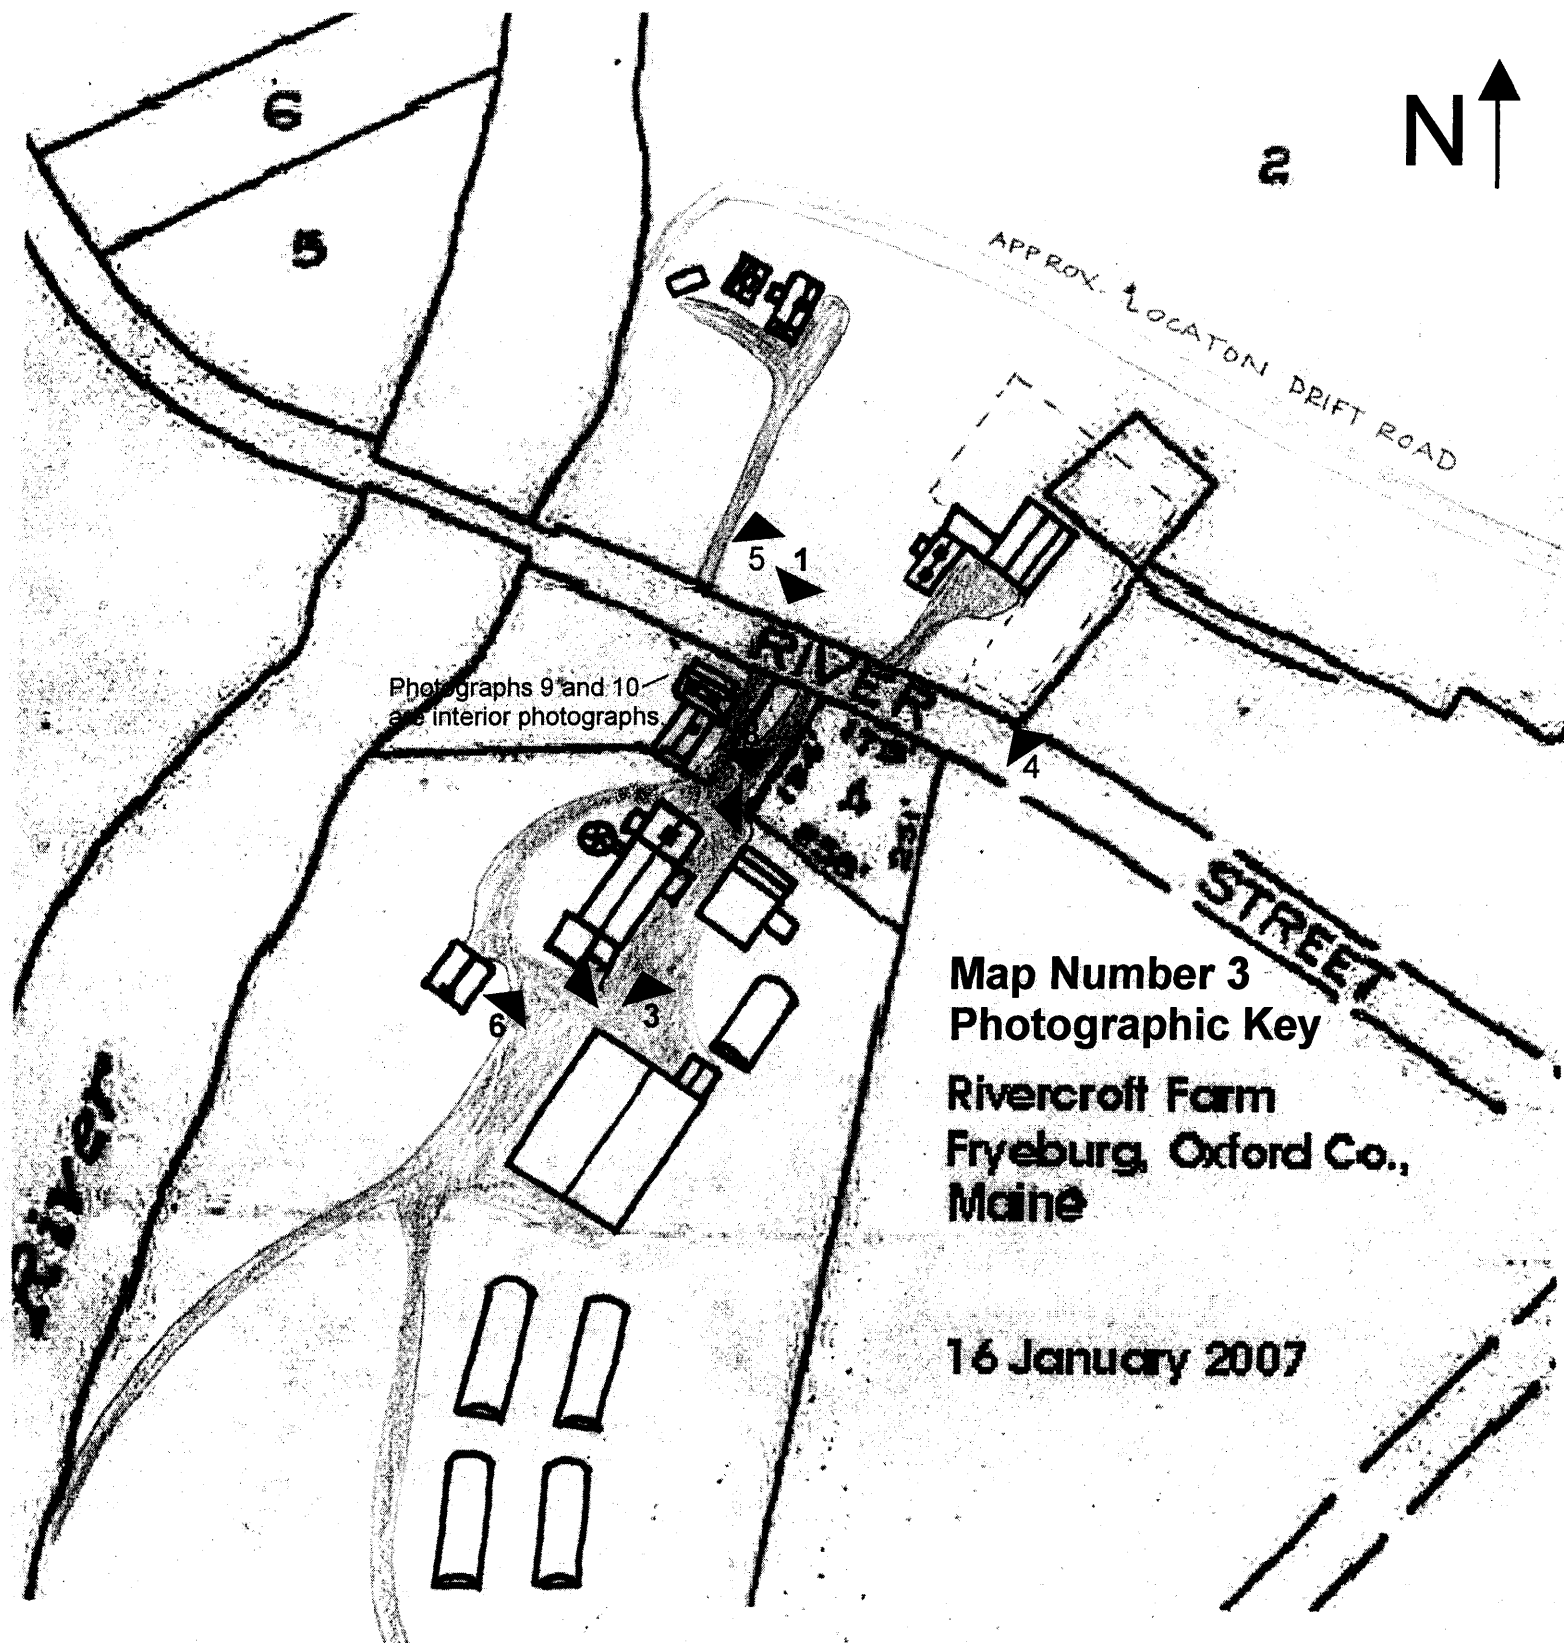 6
N
2
5
APPROX. LOCATON DRIFT ROAD
5
1
RIVER
Photographs 9 and 10
are interior photographs
4
4
STREET
Map Number 3
Photographic Key
3
6
Rivercroft Farm
Fryeburg, Oxford Co.,
Maine
River
16 January 2007